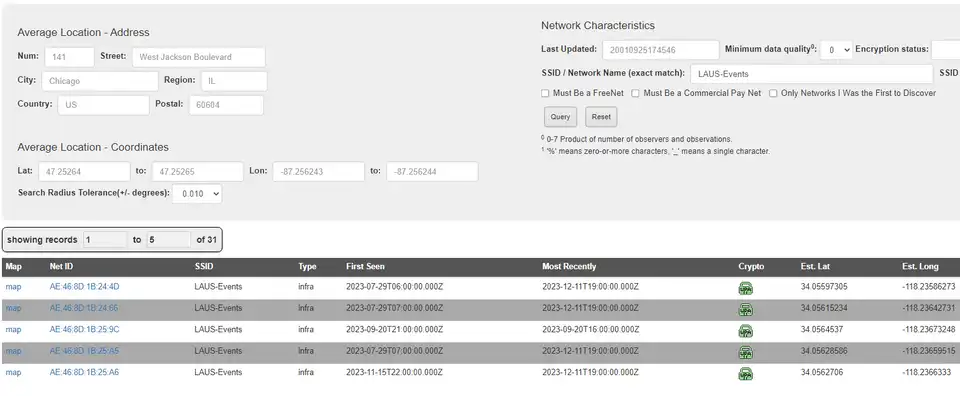 Average Location - Address
Num: 141 Street: West Jackson Boulevard
City: Chicago Region: IL
Country: US Postal: 60604
Average Location - Coordinates
Lat: 47.25264 to: 47.25265 Lon: -87.256243 to: -87.256244
Search Radius Tolerance(+/- degrees): 0.010
Network Characteristics
Last Updated: 20010925174546 Minimum data quality⁰: 0 Encryption status:
SSID / Network Name (exact match): LAUS-Events SSID
Must Be a FreeNet Must Be a Commercial Pay Net Only Networks I Was the First to Discover
Query Reset
⁰ 0-7 Product of number of observers and observations.
¹ '%' means zero-or-more characters, '_' means a single character.
showing records 1 to 5 of 31
Map Net ID SSID Type First Seen Most Recently Crypto Est. Lat Est. Long
map AE:46:8D:1B:24:4D LAUS-Events infra 2023-07-29T06:00:00.000Z 2023-12-11T19:00:00.000Z 34.05597305 -118.23586273
map AE:46:8D:1B:24:66 LAUS-Events infra 2023-07-29T07:00:00.000Z 2023-12-11T19:00:00.000Z 34.05615234 -118.23642731
map AE:46:8D:1B:25:9C LAUS-Events infra 2023-09-20T21:00:00.000Z 2023-09-20T16:00:00.000Z 34.0564537 -118.23673248
map AE:46:8D:1B:25:A5 LAUS-Events infra 2023-07-29T07:00:00.000Z 2023-12-11T19:00:00.000Z 34.05628586 -118.23659515
map AE:46:8D:1B:25:A6 LAUS-Events infra 2023-11-15T22:00:00.000Z 2023-12-11T19:00:00.000Z 34.0562706 -118.2366333